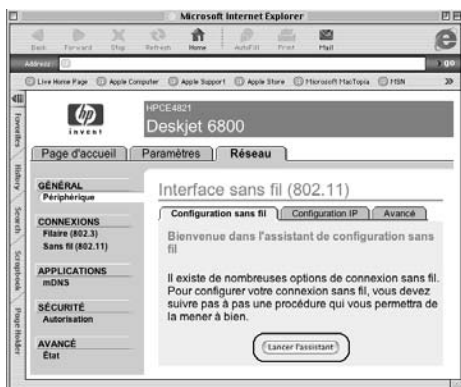 Microsoft Internet Explorer
Back Forward Stop Refresh Home AutoFill Print Mail
Address: go
Live Home Page Apple Computer Apple Support Apple Store Microsoft MacTopia MSN
Favorites
History
Search
Scrapbook
Page Holder
hp
invent
HPCE4821
Deskjet 6800
Page d'accueil Paramètres Réseau
GÉNÉRAL
Périphérique
CONNEXIONS
Filaire (802.3)
Sans fil (802.11)
APPLICATIONS
mDNS
SÉCURITÉ
Autorisation
AVANCÉ
État
Interface sans fil (802.11)
Configuration sans fil Configuration IP Avancé
Bienvenue dans l'assistant de configuration sans
fil
Il existe de nombreuses options de connexion sans fil.
Pour configurer votre connexion sans fil, vous devez
suivre pas à pas une procédure qui vous permettra de
la mener à bien.
Lancer l'assistant